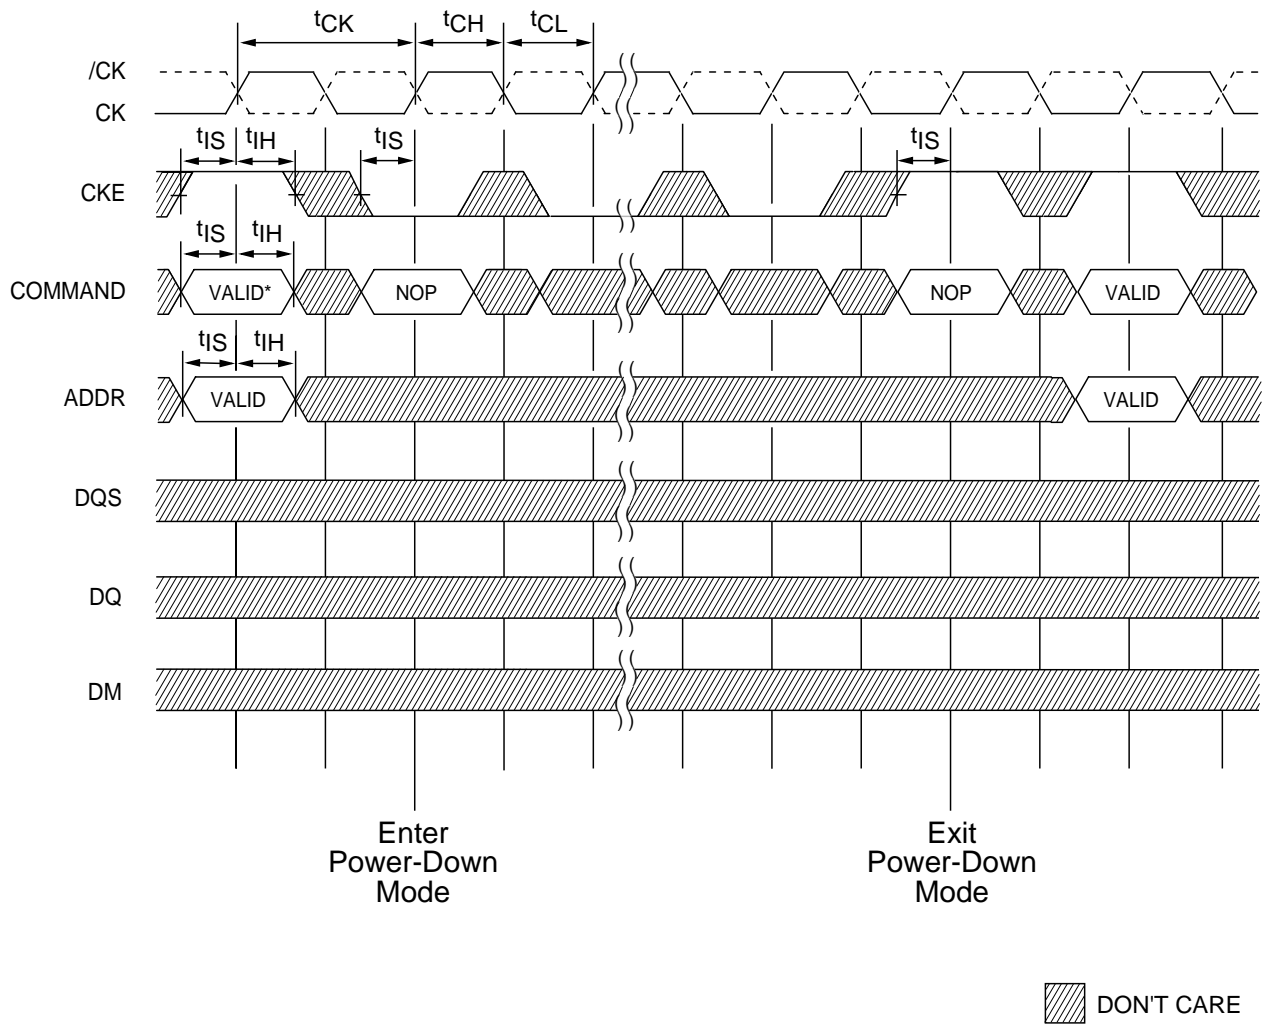 tCK tCH tCL
/CK
CK
tIS tIH tIS tIS
CKE
tIS tIH
COMMAND VALID* NOP NOP VALID
tIS tIH
ADDR VALID VALID
DQS
DQ
DM
Enter
Power-Down
Mode
Exit
Power-Down
Mode
DON'T CARE